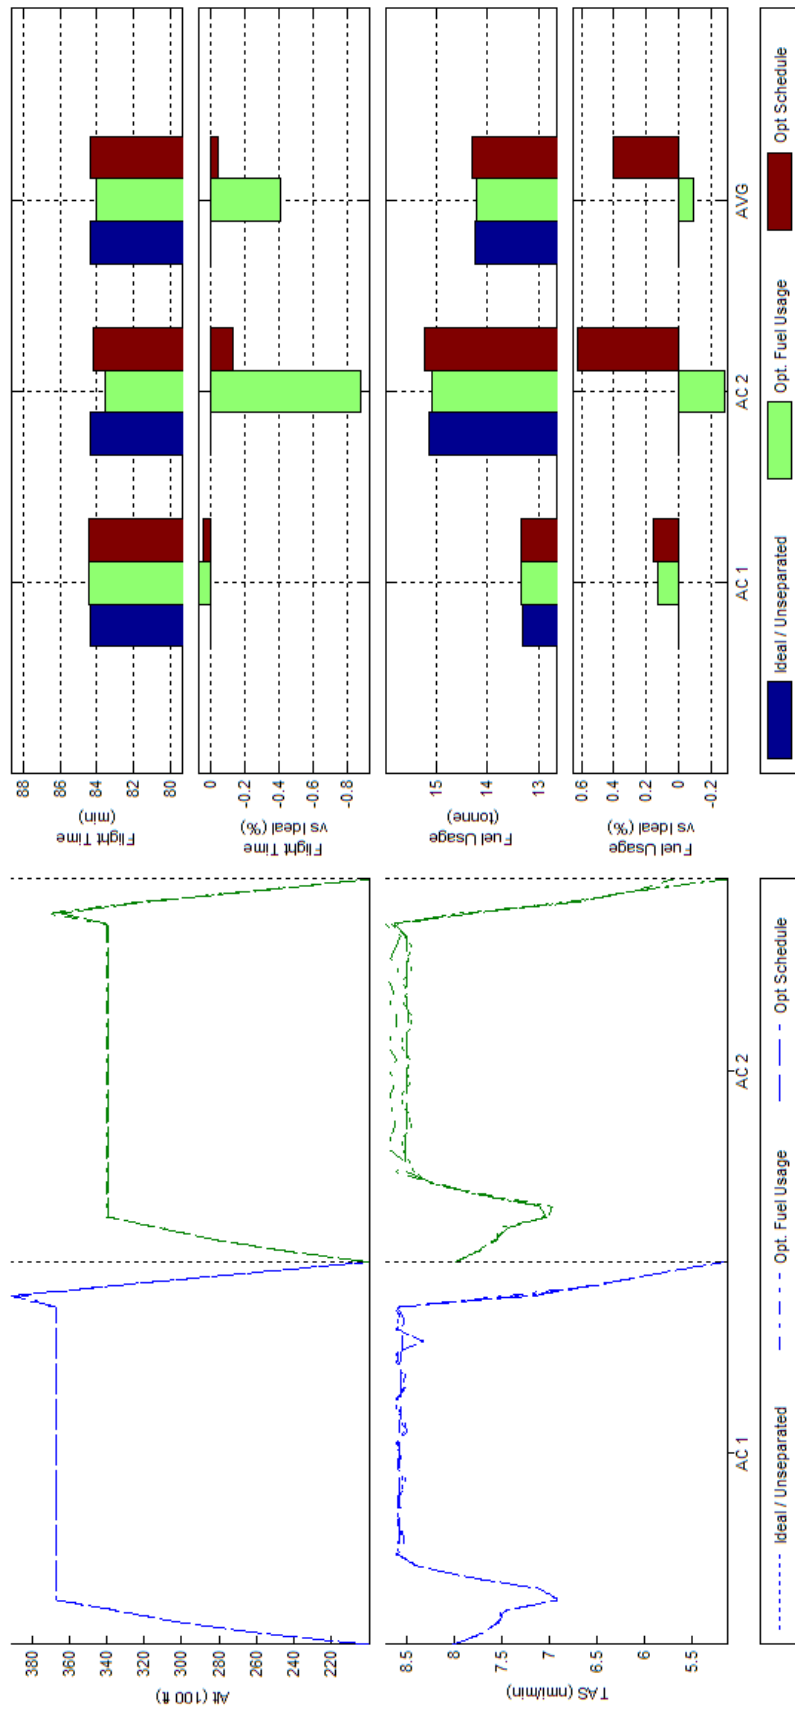 380
360
340
320
300
280
260
240
220
Alt (100 ft)
8.5
8
7.5
7
6.5
6
5.5
TAS (nmi/min)
AC 1
AC 2
Ideal / Unseparated
Opt. Fuel Usage
Opt Schedule
88
86
84
82
80
Flight Time
(min)
0
-0.2
-0.4
-0.6
-0.8
Flight Time
vs Ideal (%)
15
14
13
Fuel Usage
(tonne)
0.6
0.4
0.2
0
-0.2
Fuel Usage
vs Ideal (%)
AC 1
AC 2
AVG
Ideal / Unseparated
Opt. Fuel Usage
Opt Schedule